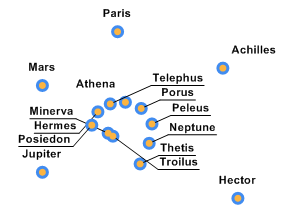 Paris
Achilles
Mars
Athena
Telephus
Porus
Minerva
Peleus
Hermes
Neptune
Posiedon
Thetis
Jupiter
Troilus
Hector